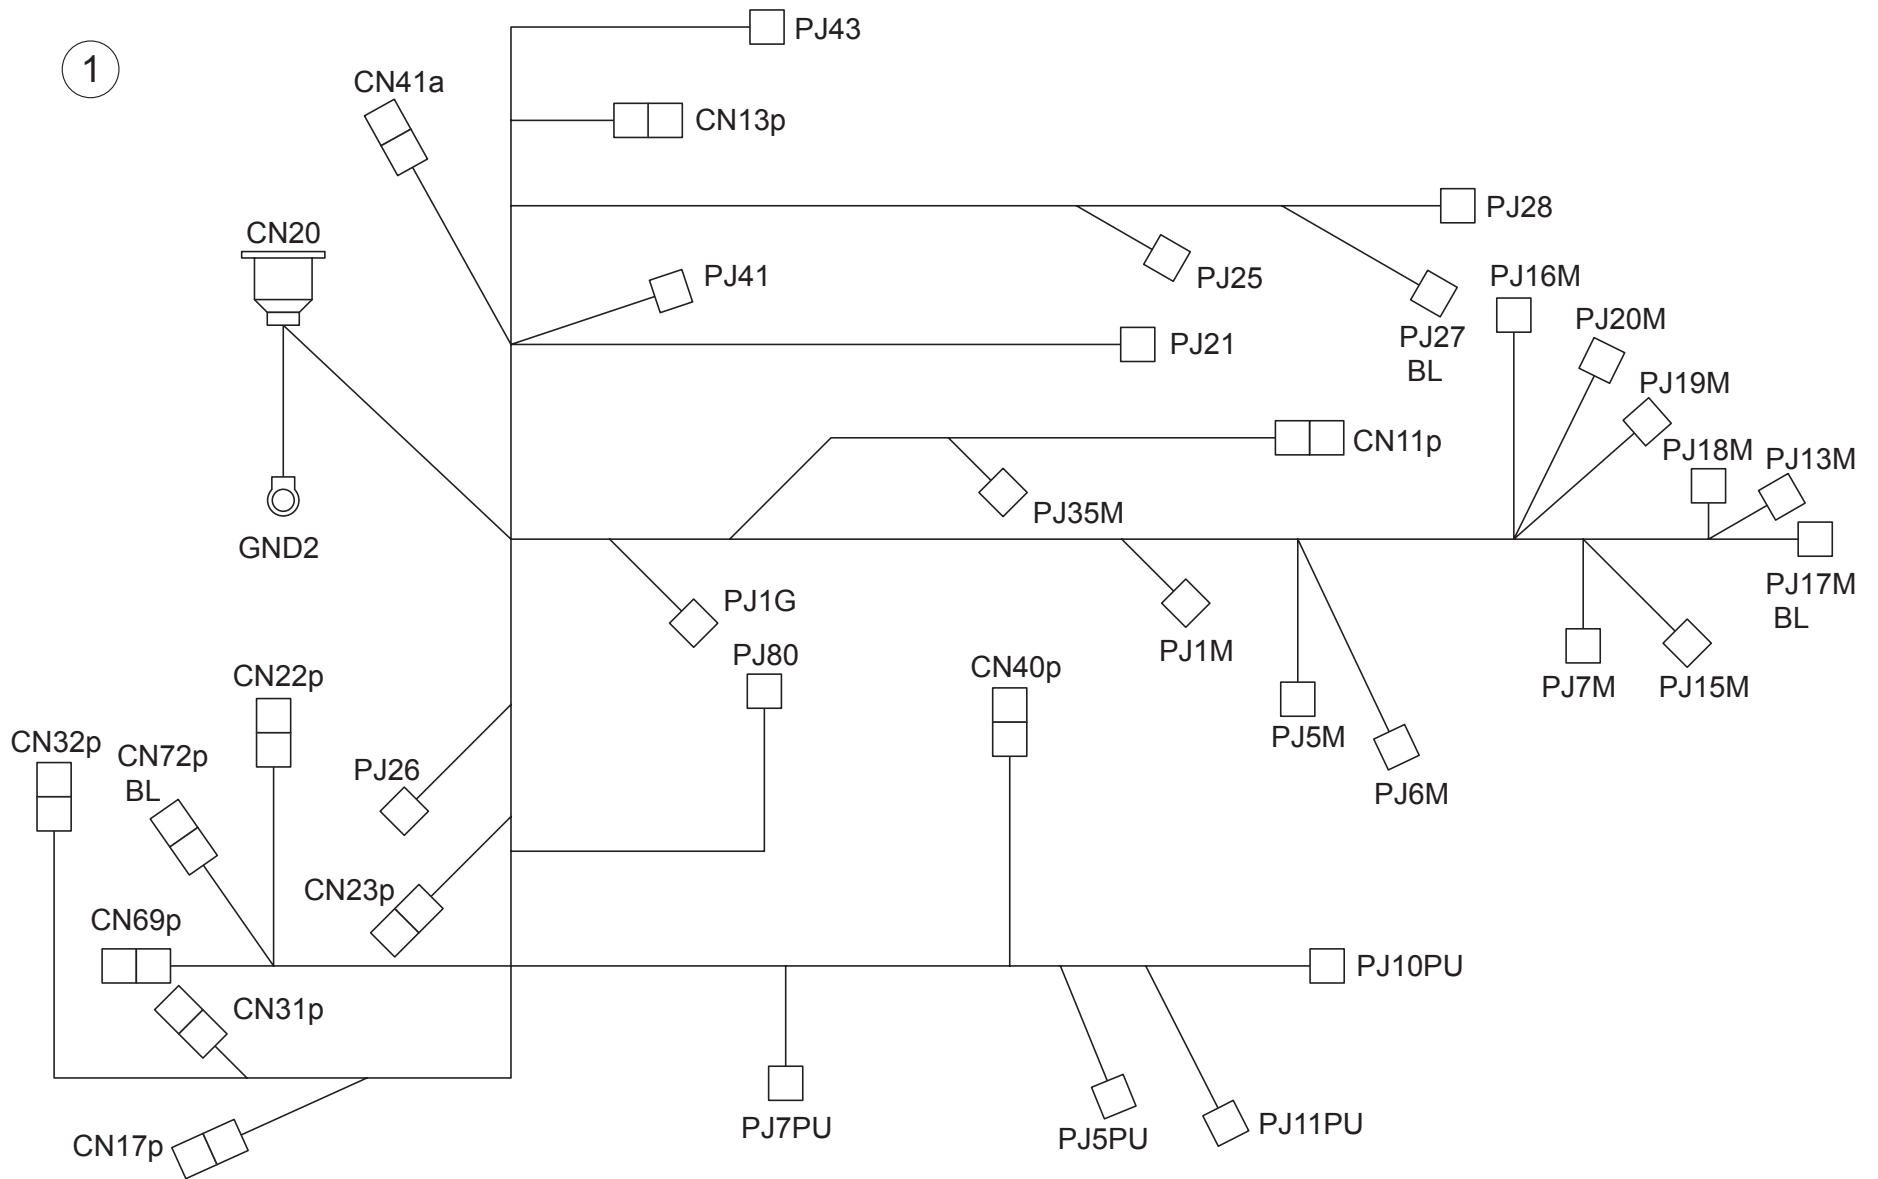 1
PJ43
CN41a
CN13p
PJ28
CN20
PJ41
PJ25
PJ16M
PJ21
PJ27
BL
PJ20M
PJ19M
CN11p
PJ18M
PJ13M
PJ35M
GND2
PJ1G
PJ17M
BL
PJ80
PJ1M
CN22p
CN40p
PJ7M
PJ15M
CN32p
CN72p
BL
PJ26
PJ5M
PJ6M
CN23p
CN69p
PJ10PU
CN31p
PJ7PU
PJ5PU
PJ11PU
CN17p